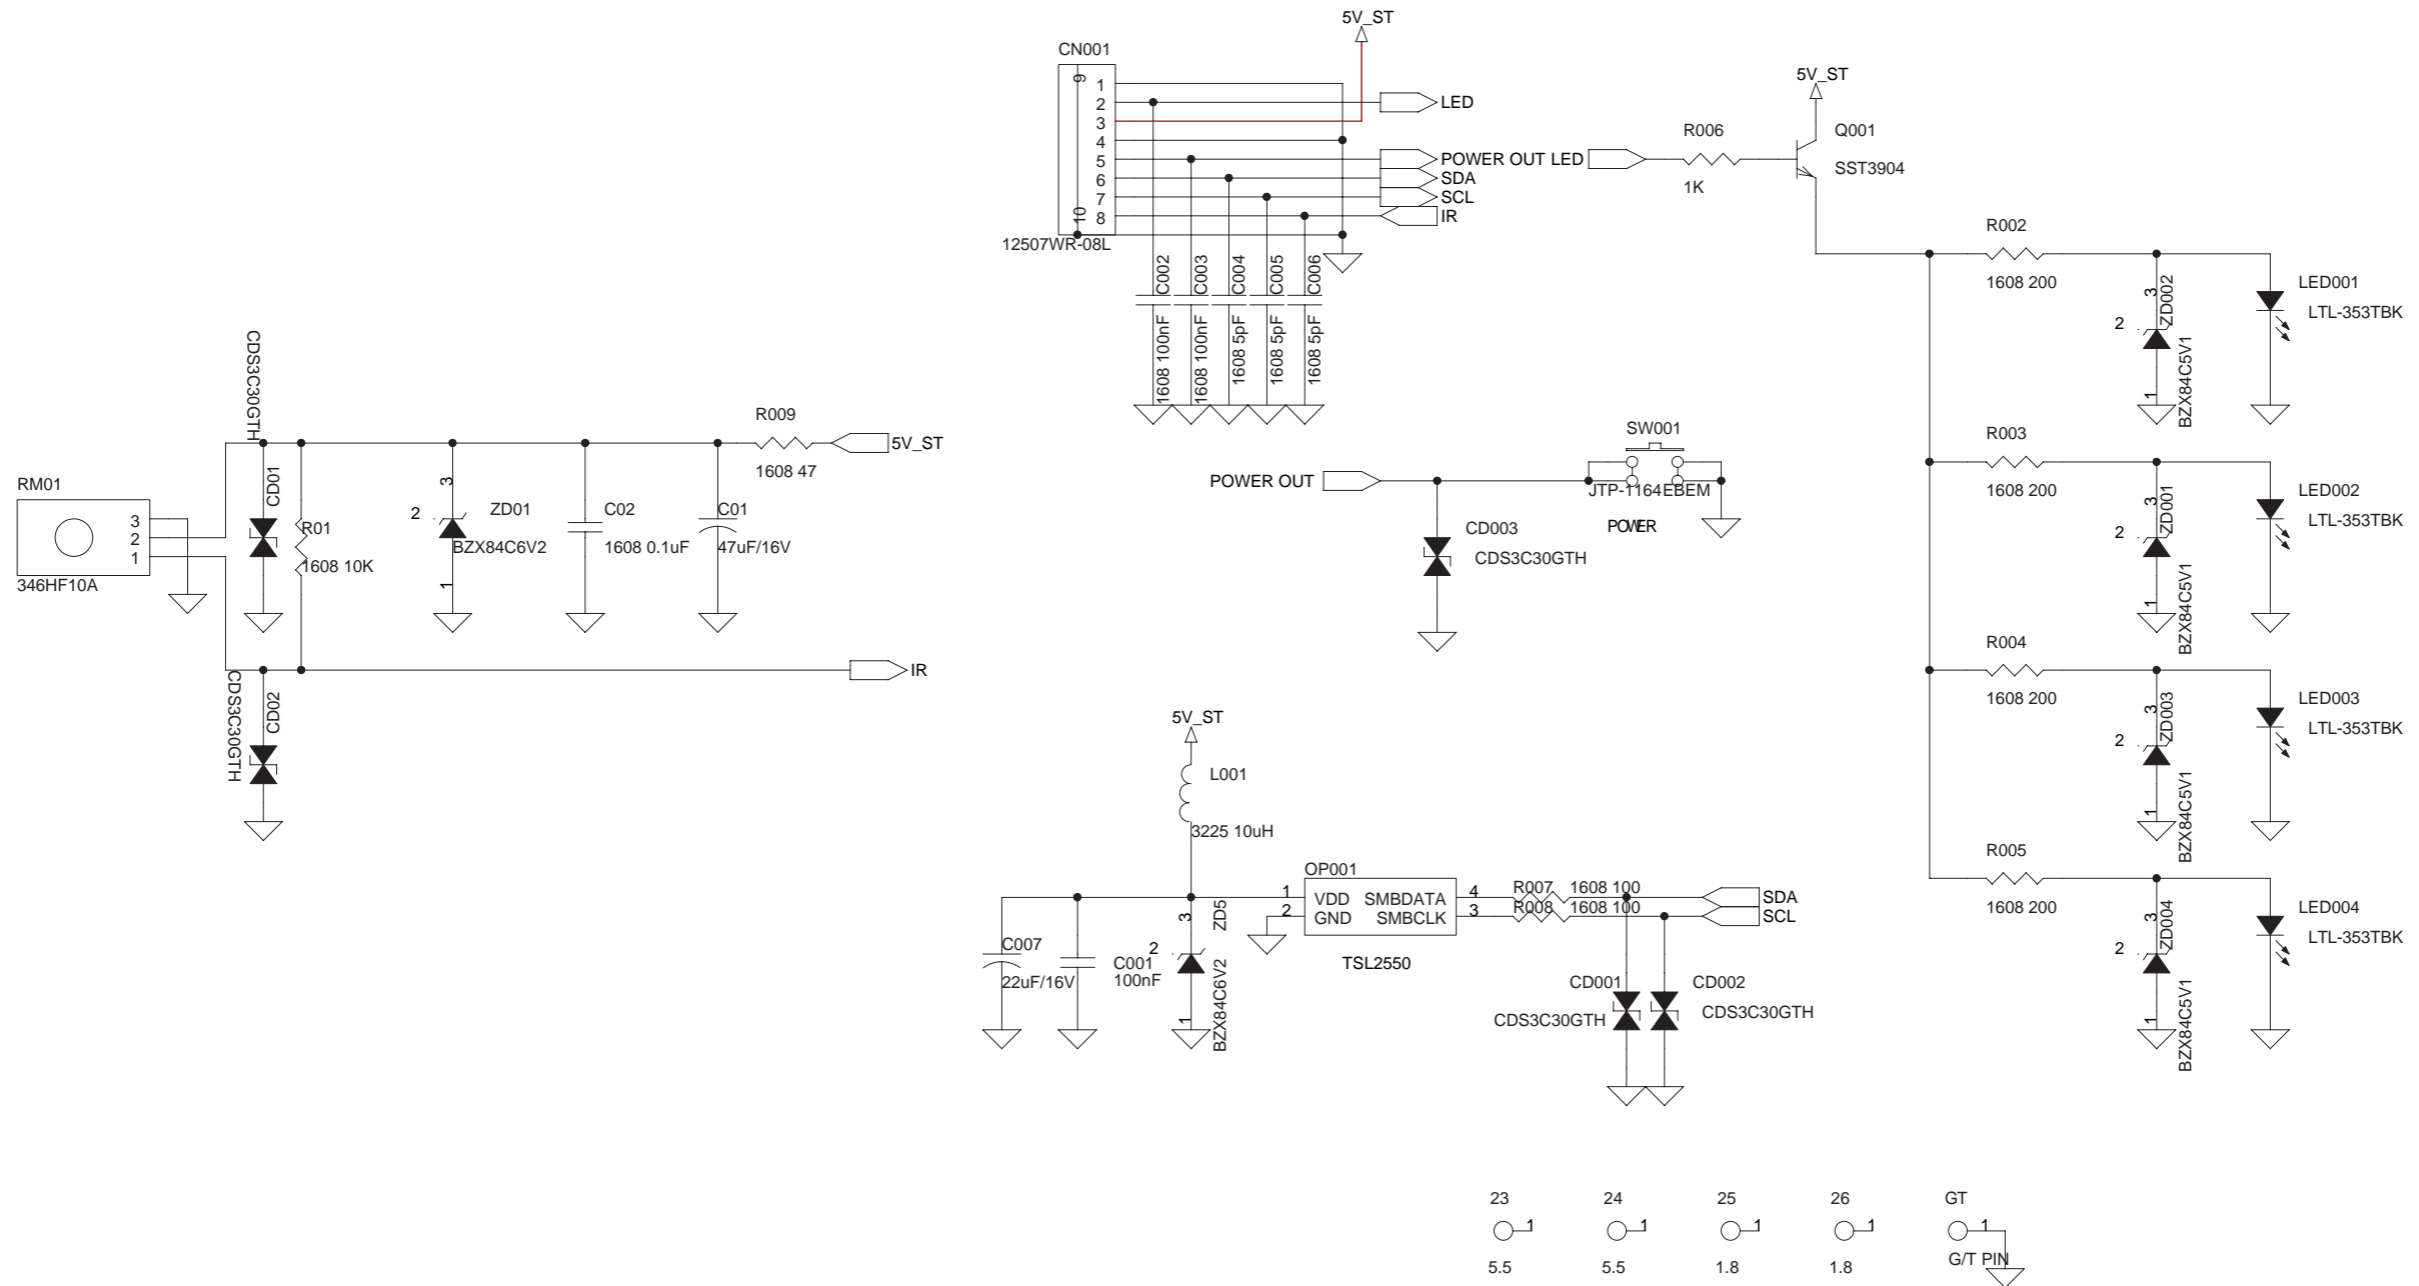 5V_ST
CN001
9
1
2
3
4
5
6
7
10
8
12507WR-08L
LED
POWER OUT
SDA
SCL
IR
C002
1608 100nF
C003
1608 100nF
C004
1608 5pF
C005
1608 5pF
C006
1608 5pF
LED
R006
1K
5V_ST
Q001
SST3904
R002
1608 200
3
ZD002
2
1
BZX84C5V1
LED001
LTL-353TBK
R003
1608 200
3
ZD001
2
1
BZX84C5V1
LED002
LTL-353TBK
R004
1608 200
3
ZD003
2
1
BZX84C5V1
LED003
LTL-353TBK
R005
1608 200
3
ZD004
2
1
BZX84C5V1
LED004
LTL-353TBK
CDS3C30GTH
CD01
R009
1608 47
5V_ST
RM01
3
2
1
346HF10A
R01
1608 10K
3
2
ZD01
BZX84C6V2
1
C02
1608 0.1uF
C01
47uF/16V
IR
CDS3C30GTH
CD02
POWER OUT
SW001
JTP-1164EBEM
POWER
CD003
CDS3C30GTH
5V_ST
L001
3225 10uH
OP001
1
VDD
SMBDATA
4
2
GND
SMBCLK
3
TSL2550
R007
1608 100
R008
1608 100
SDA
SCL
C007
22uF/16V
C001
100nF
3
ZD5
2
1
BZX84C6V2
CD001
CDS3C30GTH
CD002
CDS3C30GTH
23
1
5.5
24
1
5.5
25
1
1.8
26
1
1.8
GT
1
G/T PIN